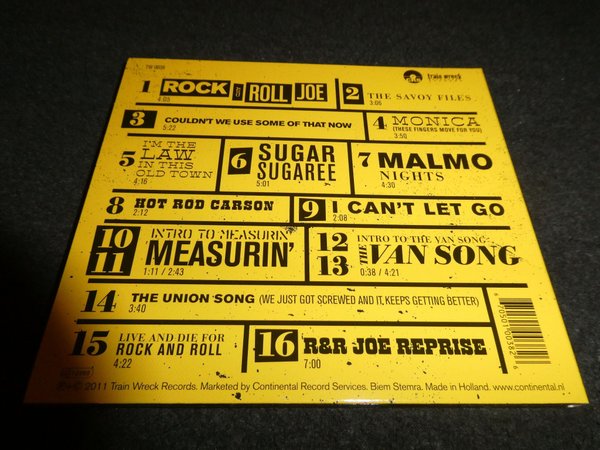 TW 0038
train wreck
1 ROCK AND ROLL JOE
4:05
2 THE SAVOY FILES
3:06
3 COULDN'T WE USE SOME OF THAT NOW
5:22
4 MONICA
(THESE FINGERS MOVE FOR YOU)
3:50
5 I'M THE
LAW
IN THIS
OLD TOWN
4:16
6 SUGAR
SUGAREE
5:01
7 MALMO
NIGHTS
4:30
8 HOT ROD CARSON
2:12
9 I CAN'T LET GO
2:08
10 INTRO TO MEASURIN'
11 MEASURIN'
1:11 / 2:43
12 INTRO TO THE VAN SONG
13 THE VAN SONG
0:38 / 4:21
14 THE UNION SONG (WE JUST GOT SCREWED AND IT KEEPS GETTING BETTER)
3:40
15 LIVE AND DIE FOR
ROCK AND ROLL
4:22
16 R&R JOE REPRISE
7:00
2011 Train Wreck Records. Marketed by Continental Record Services. Biem Stemra. Made in Holland. www.continental.nl